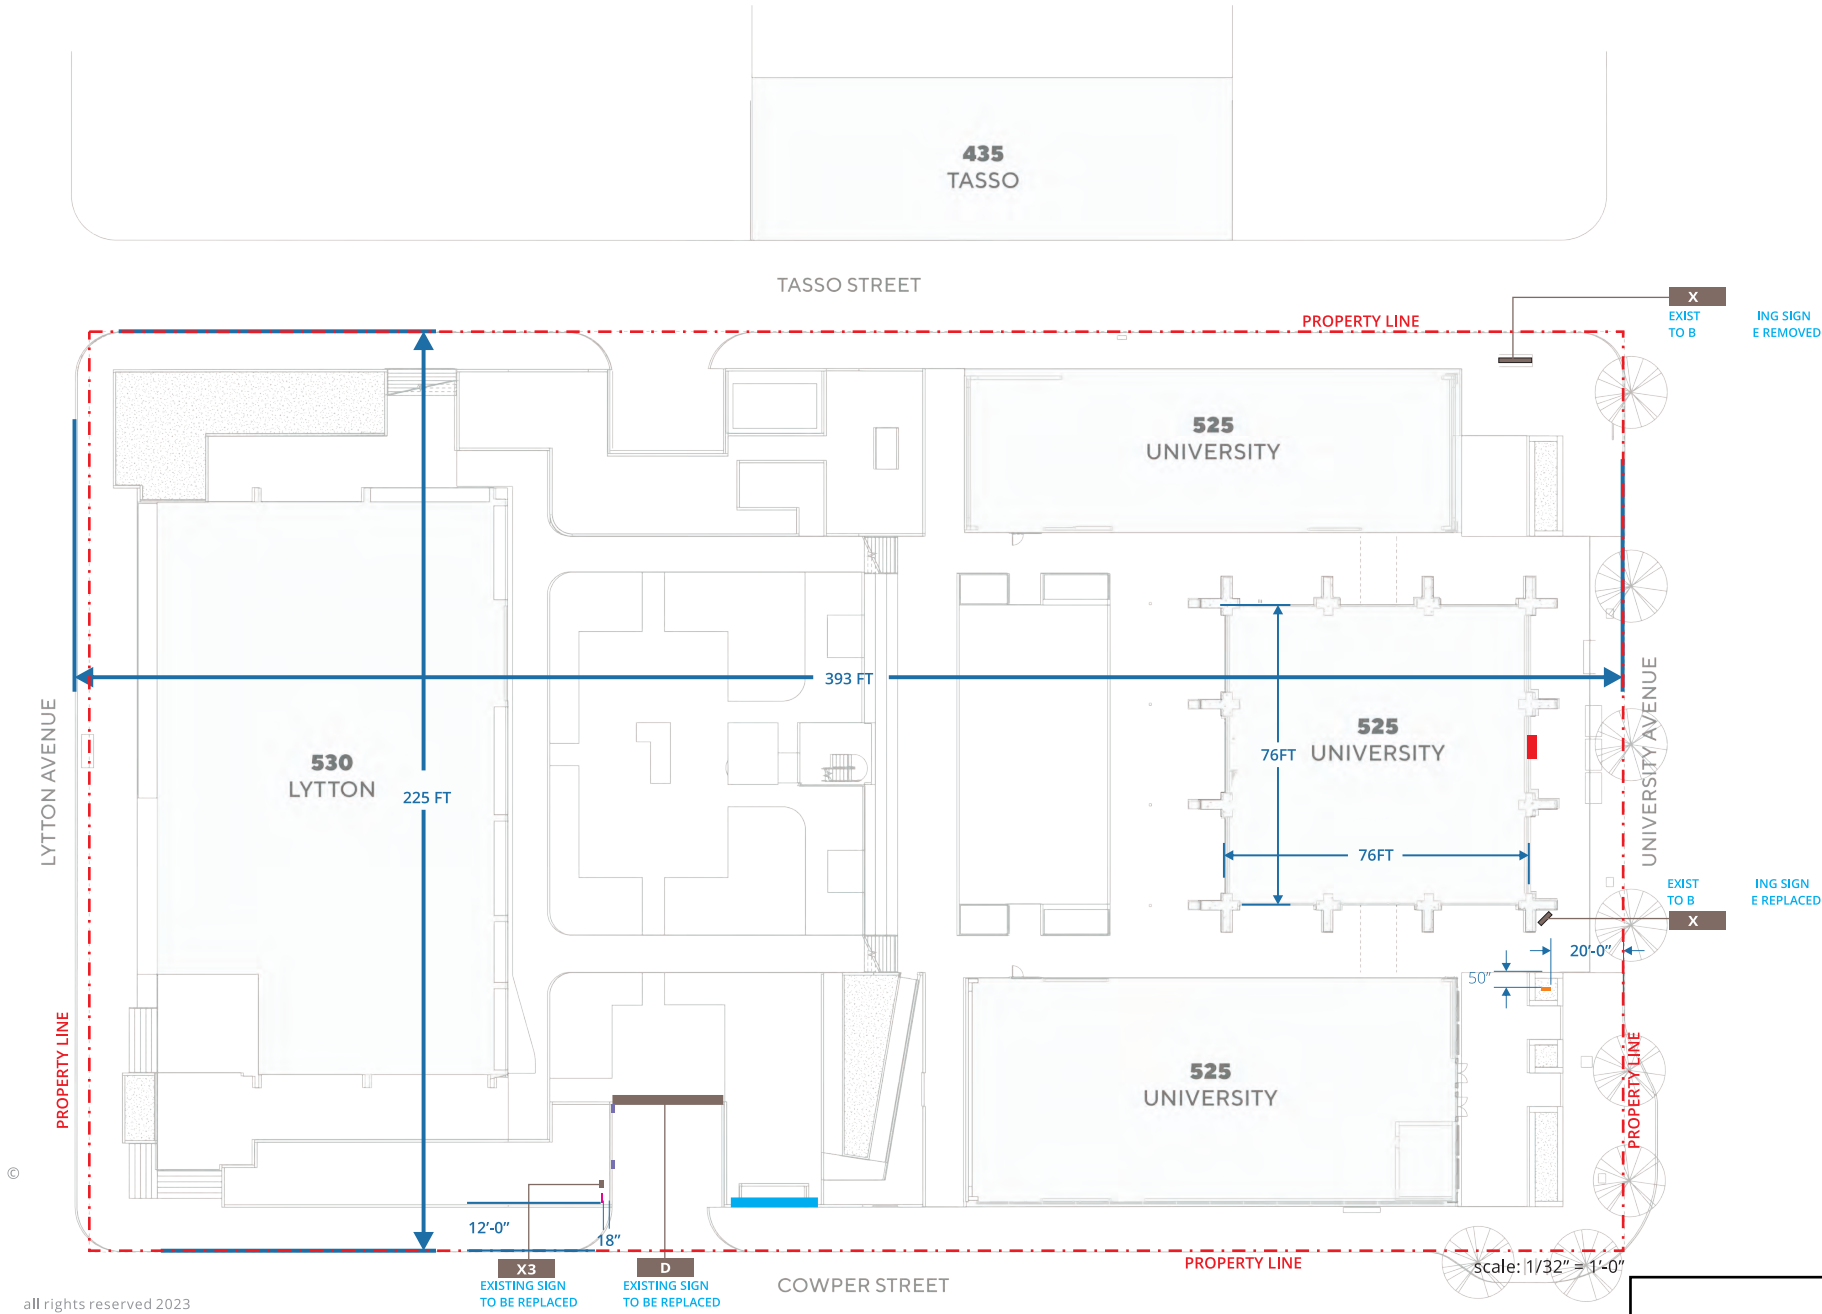 435
TASSO
TASSO STREET
X
EXIST ING SIGN
TO B E REMOVED
PROPERTY LINE
525
UNIVERSITY
393 FT
LYTTON AVENUE
530
LYTTON
225 FT
76FT
525
UNIVERSITY
76FT
UNIVERSITY AVENUE
EXIST ING SIGN
TO B E REPLACED
X
20'-0"
50"
PROPERTY LINE
PROPERTY LINE
525
UNIVERSITY
©
12'-0"
18"
X3
EXISTING SIGN
TO BE REPLACED
D
EXISTING SIGN
TO BE REPLACED
COWPER STREET
PROPERTY LINE
scale: 1/32" = 1'-0"
all rights reserved 2023